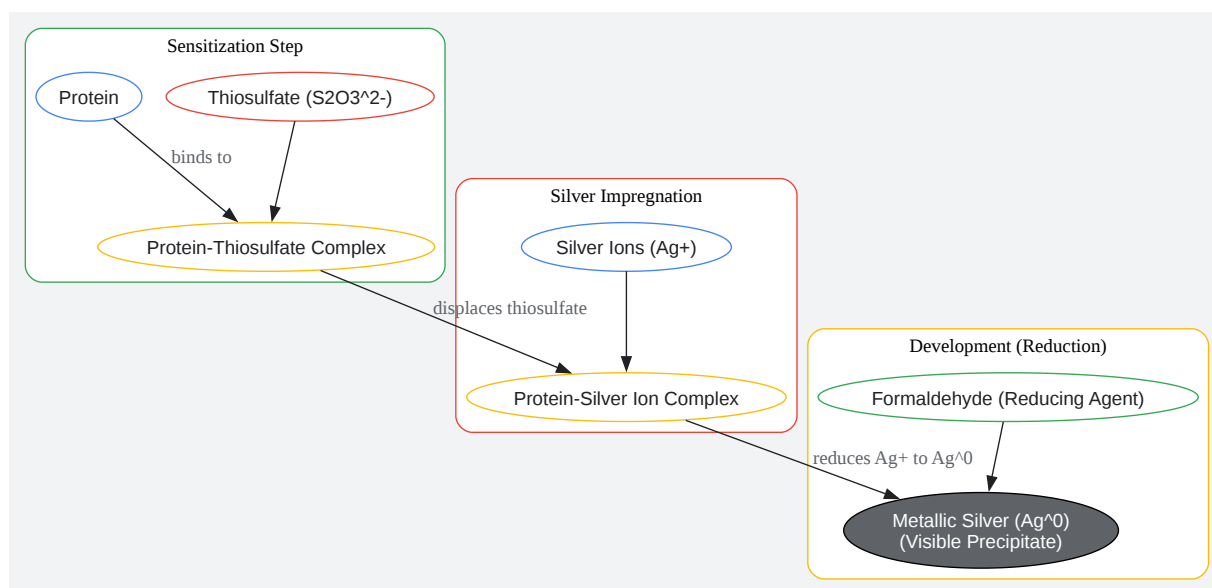 Sensitization Step
Protein
Thiosulfate (S2O3^2-)
binds to
Protein-Thiosulfate Complex
Silver Impregnation
Silver Ions (Ag+)
displaces thiosulfate
Protein-Silver Ion Complex
Development (Reduction)
Formaldehyde (Reducing Agent)
reduces Ag+ to Ag^0
Metallic Silver (Ag^0)
(Visible Precipitate)